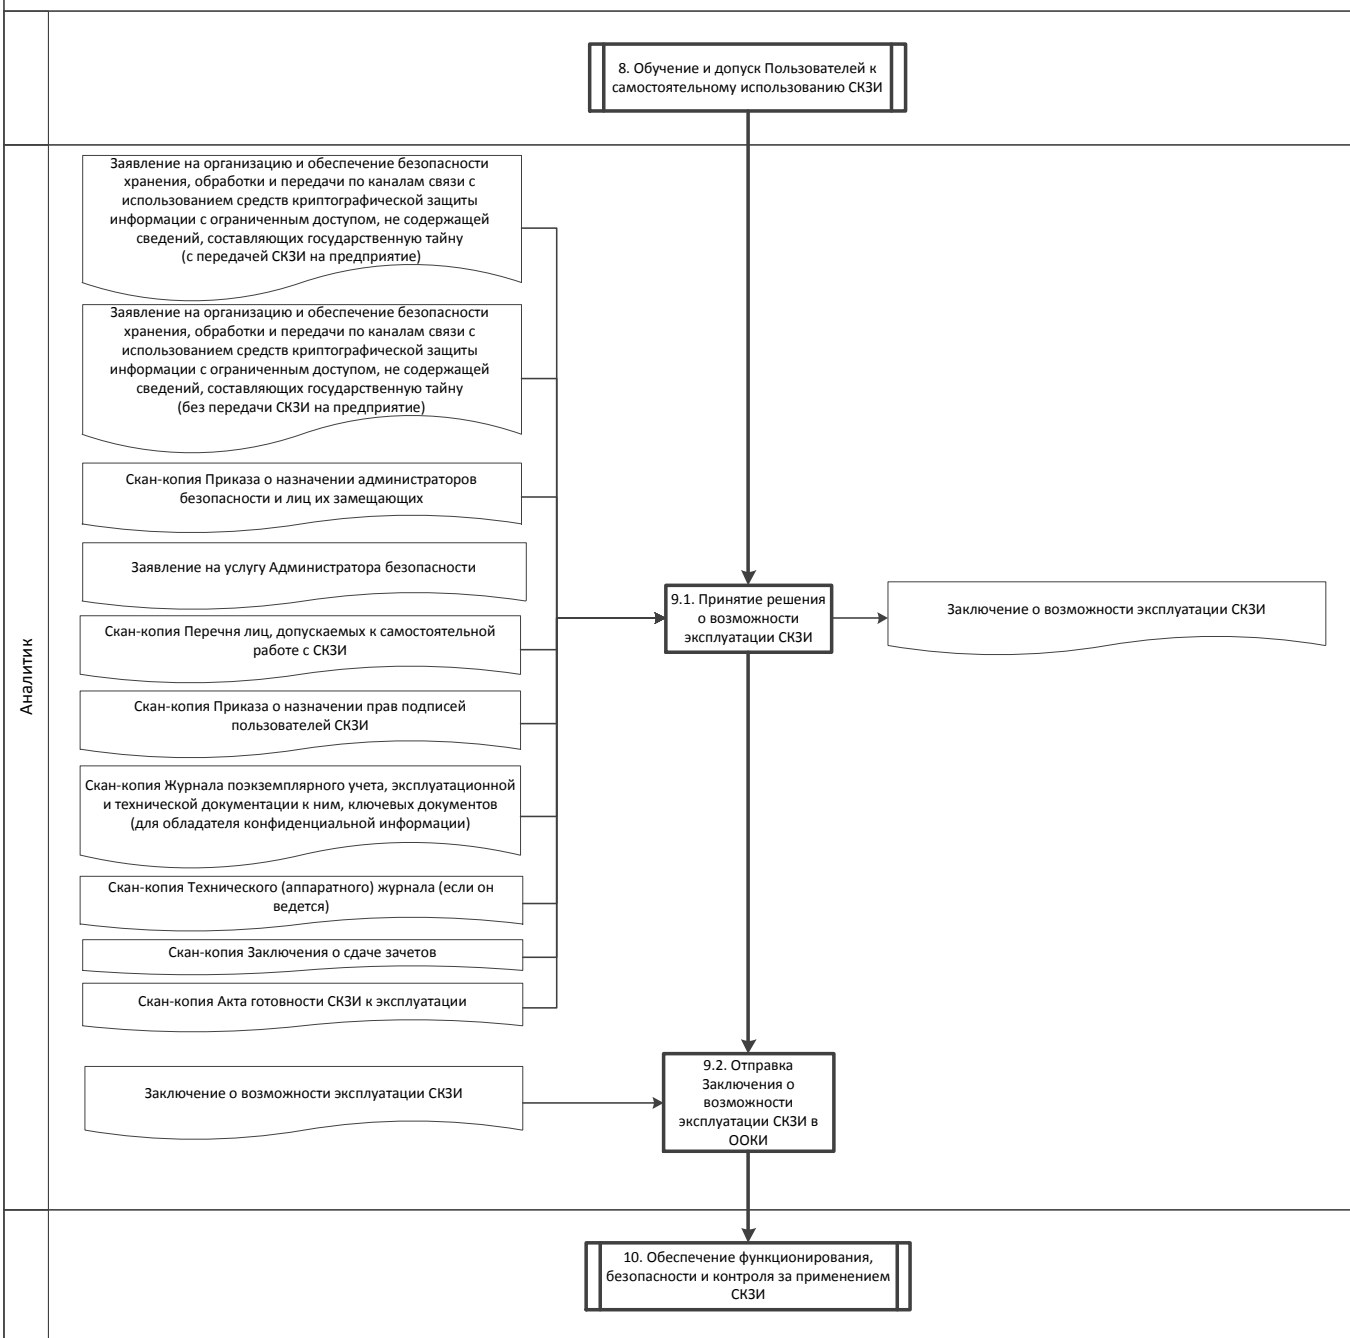 8. Обучение и допуск Пользователей к
самостоятельному использованию СКЗИ
Аналитик
Заявление на организацию и обеспечение безопасности
хранения, обработки и передачи по каналам связи с
использованием средств криптографической защиты
информации с ограниченным доступом, не содержащей
сведений, составляющих государственную тайну
(с передачей СКЗИ на предприятие)
Заявление на организацию и обеспечение безопасности
хранения, обработки и передачи по каналам связи с
использованием средств криптографической защиты
информации с ограниченным доступом, не содержащей
сведений, составляющих государственную тайну
(без передачи СКЗИ на предприятие)
Скан-копия Приказа о назначении администраторов
безопасности и лиц их замещающих
Заявление на услугу Администратора безопасности
Скан-копия Перечня лиц, допускаемых к самостоятельной
работе с СКЗИ
Скан-копия Приказа о назначении прав подписей
пользователей СКЗИ
Скан-копия Журнала поэкземплярного учета, эксплуатационной
и технической документации к ним, ключевых документов
(для обладателя конфиденциальной информации)
Скан-копия Технического (аппаратного) журнала (если он
ведется)
Скан-копия Заключения о сдаче зачетов
Скан-копия Акта готовности СКЗИ к эксплуатации
9.1. Принятие решения
о возможности
эксплуатации СКЗИ
Заключение о возможности эксплуатации СКЗИ
Заключение о возможности эксплуатации СКЗИ
9.2. Отправка
Заключения о
возможности
эксплуатации СКЗИ в
ООКИ
10. Обеспечение функционирования,
безопасности и контроля за применением
СКЗИ